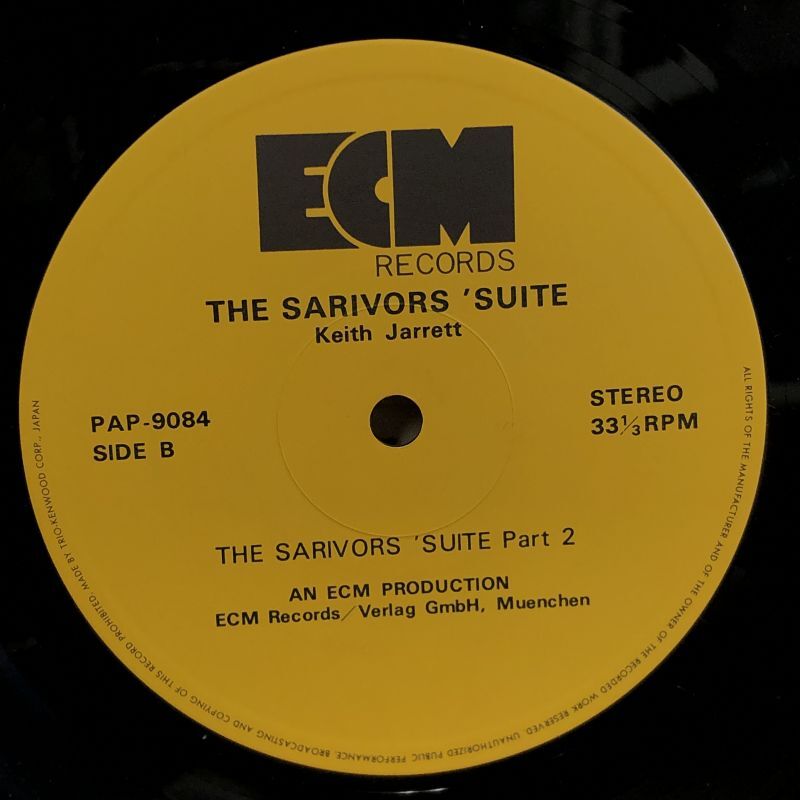 ECM
RECORDS
THE SARIVORS 'SUITE
Keith Jarrett
PAP-9084
SIDE B
STEREO
33⅓RPM
THE SARIVORS 'SUITE Part 2
AN ECM PRODUCTION
ECM Records/Verlag GmbH, Muenchen
ALL RIGHTS OF THE MANUFACTURER AND OF THE OWNER OF THE RECORDED WORK RESERVED. UNAUTHORIZED PUBLIC PERFORMANCE, BROADCASTING AND COPYING OF THIS RECORD PROHIBITED. MADE BY TRIO-KENWOOD CORP., JAPAN